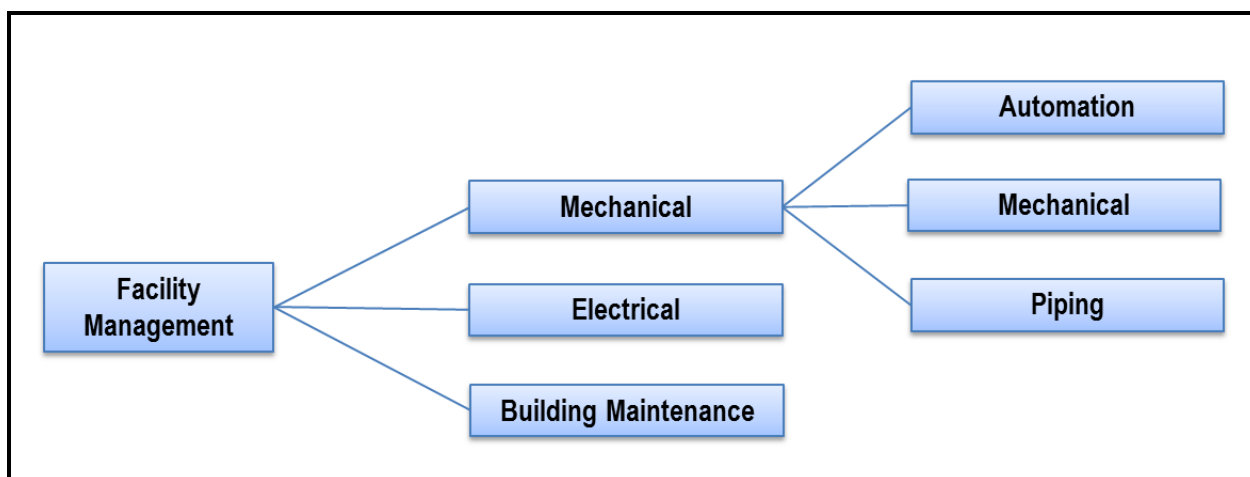 Facility
Management
Mechanical
Electrical
Building Maintenance
Automation
Mechanical
Piping